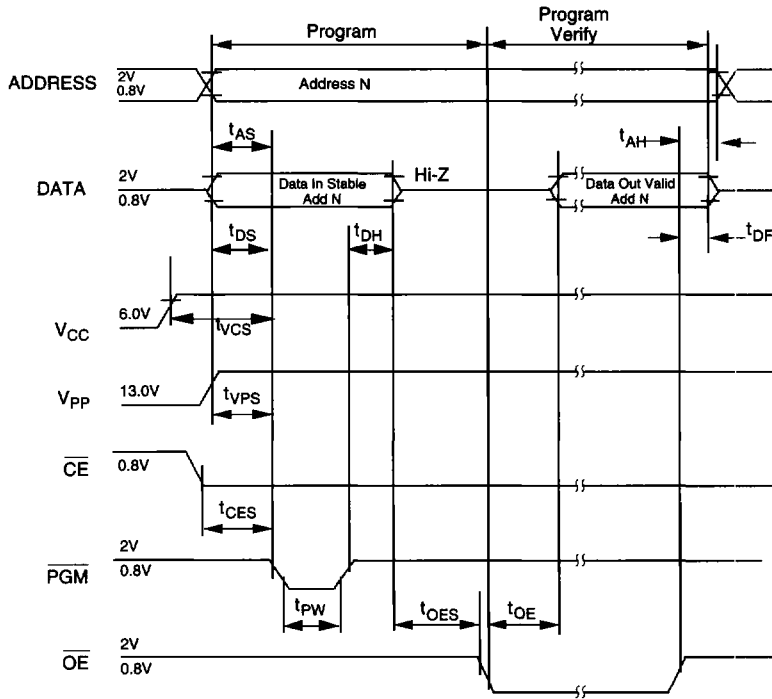 Program
Program
Verify
ADDRESS
2V
0.8V
Address N
tAS
tAH
DATA
2V
0.8V
Data In Stable
Add N
Hi-Z
Data Out Valid
Add N
tDS
tDH
tDF
VCC
6.0V
tVCS
VPP
13.0V
tVPS
CE
0.8V
tCES
PGM
2V
0.8V
tPW
tOES
tOE
OE
2V
0.8V